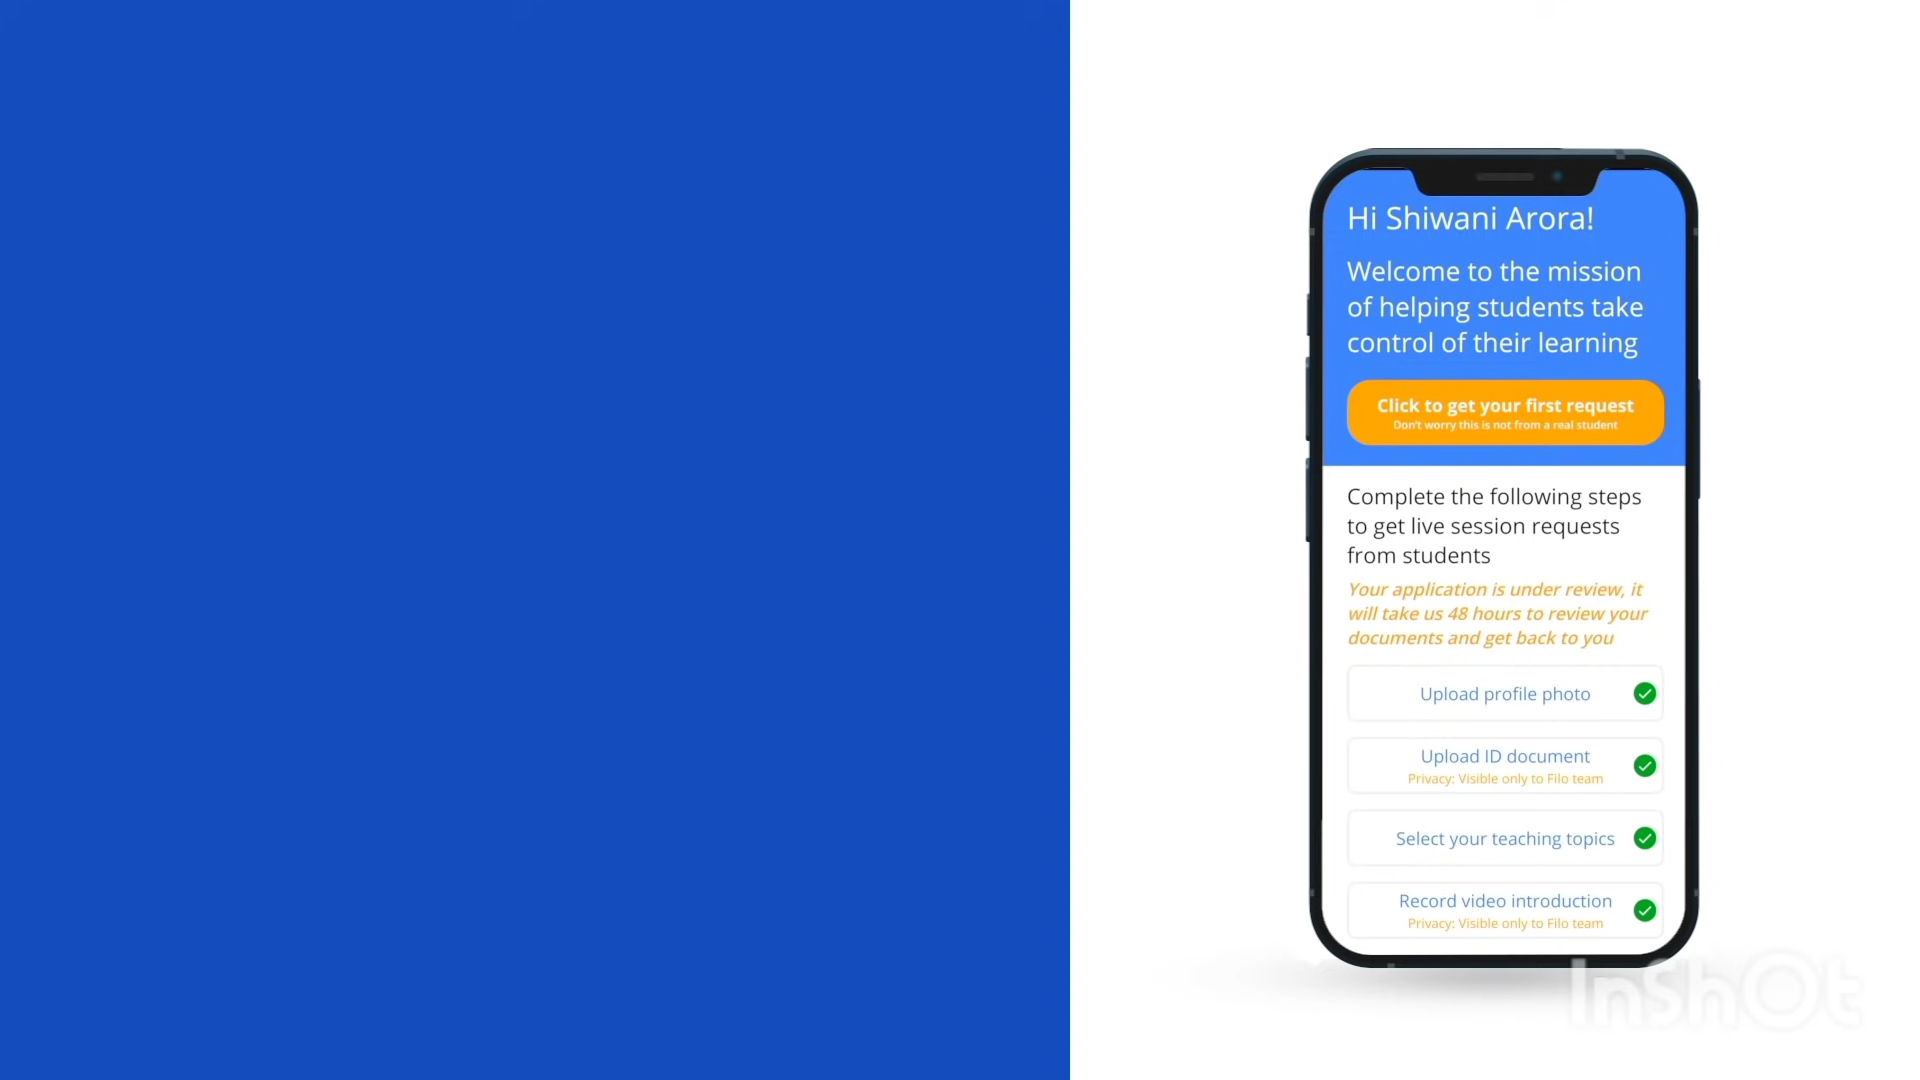 Hi Shiwani Arora!
Welcome to the mission
of helping students take
control of their learning
Click to get your first request
Don't worry this is not from a real student
Complete the following steps
to get live session requests
from students
Your application is under review, it
will take us 48 hours to review your
documents and get back to you
Upload profile photo
Upload ID document
Privacy: Visible only to Filo team
Select your teaching topics
Record video introduction
Privacy: Visible only to Filo team
InShOt